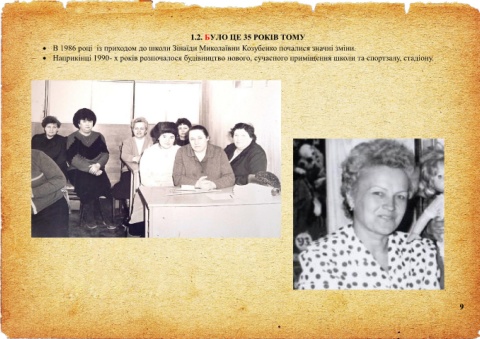 1.2. БУЛО ЦЕ 35 РОКІВ ТОМУ
• В 1986 році із приходом до школи Зінаїди Миколаївни Козубенко почалися значні зміни.
• Наприкінці 1990- х років розпочалося будівництво нового, сучасного приміщення школи та спортзалу, стадіону.
91
9